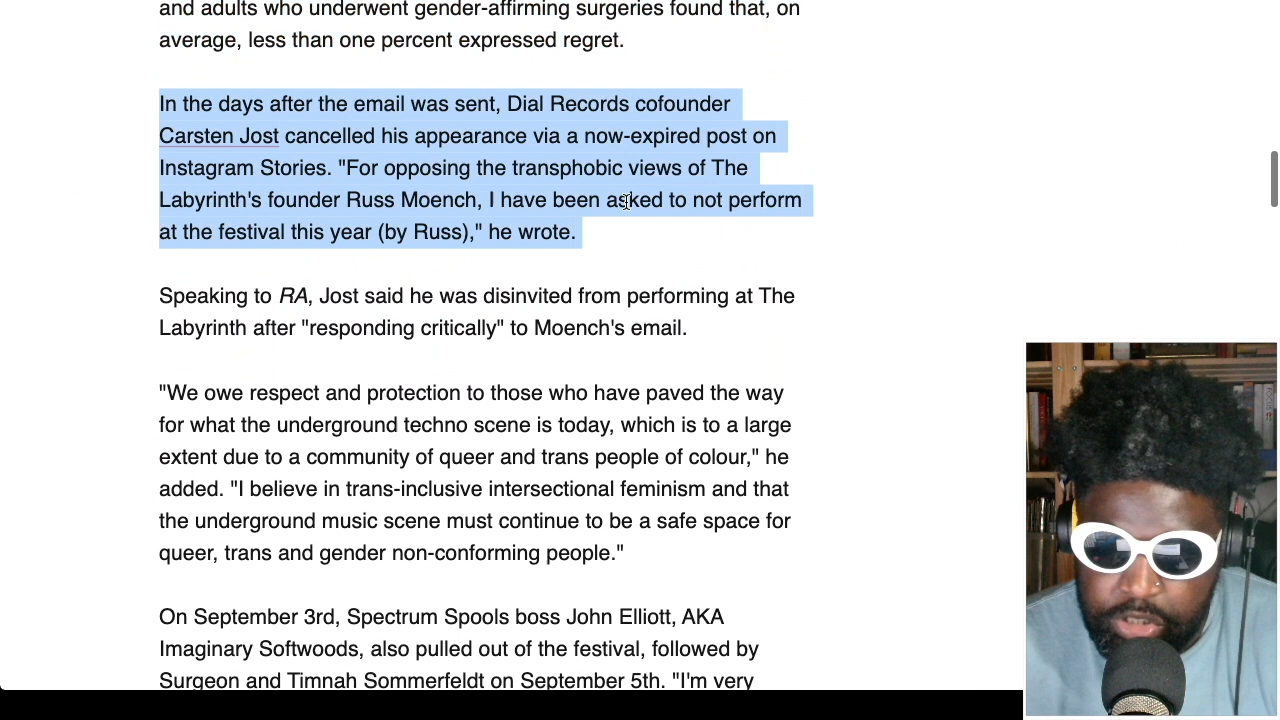 and adults who underwent gender-affirming surgeries found that, on
average, less than one percent expressed regret.
In the days after the email was sent, Dial Records cofounder
Carsten Jost cancelled his appearance via a now-expired post on
Instagram Stories. "For opposing the transphobic views of The
Labyrinth's founder Russ Moench, I have been asked to not perform
at the festival this year (by Russ)," he wrote.
Speaking to RA, Jost said he was disinvited from performing at The
Labyrinth after "responding critically" to Moench's email.
"We owe respect and protection to those who have paved the way
for what the underground techno scene is today, which is to a large
extent due to a community of queer and trans people of colour," he
added. "I believe in trans-inclusive intersectional feminism and that
the underground music scene must continue to be a safe space for
queer, trans and gender non-conforming people."
On September 3rd, Spectrum Spools boss John Elliott, AKA
Imaginary Softwoods, also pulled out of the festival, followed by
Surgeon and Timnah Sommerfeldt on September 5th. "I'm very